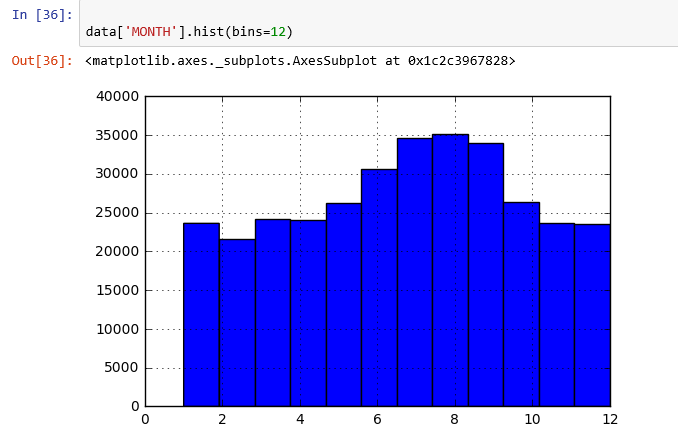 In [36]:
data['MONTH'].hist(bins=12)
Out[36]: <matplotlib.axes._subplots.AxesSubplot at 0x1c2c3967828>
40000
35000
30000
25000
20000
15000
10000
5000
0
0 2 4 6 8 10 12